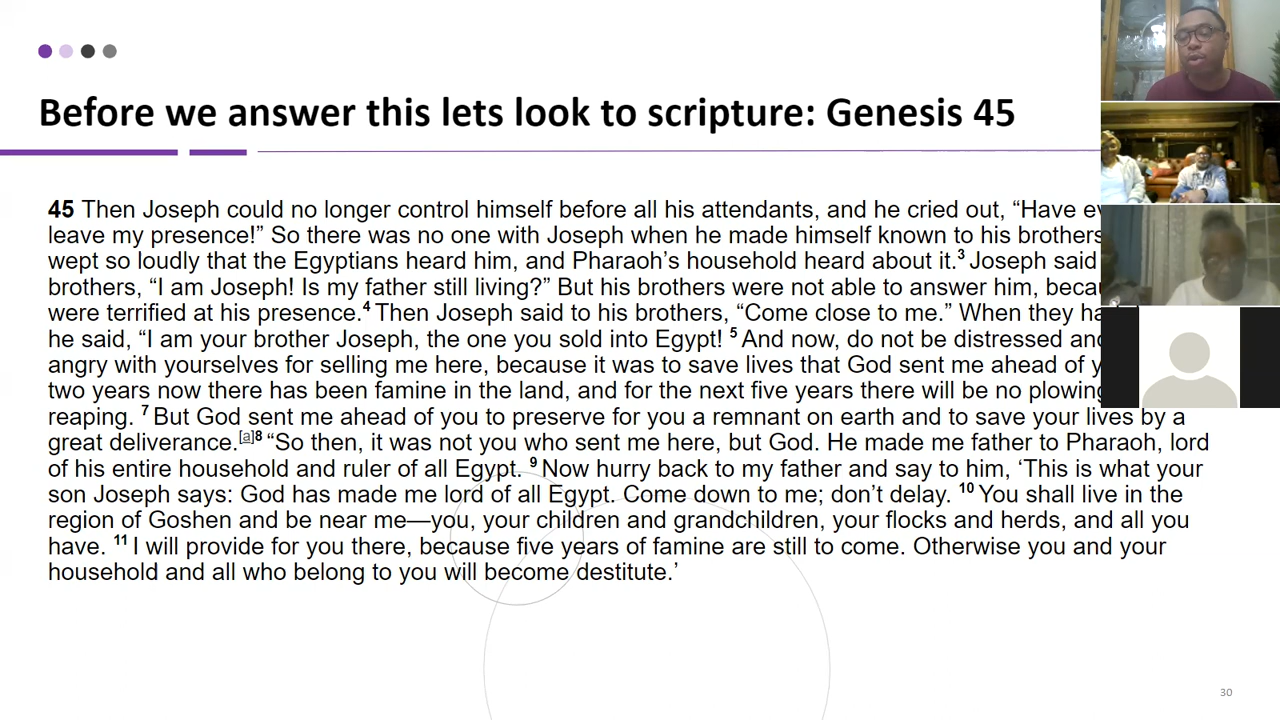 Before we answer this lets look to scripture: Genesis 45
45 Then Joseph could no longer control himself before all his attendants, and he cried out, “Have
leave my presence!” So there was no one with Joseph when he made himself known to his brothers
wept so loudly that the Egyptians heard him, and Pharaoh’s household heard about it.3 Joseph said
brothers, “I am Joseph! Is my father still living?” But his brothers were not able to answer him,
were terrified at his presence.4 Then Joseph said to his brothers, “Come close to me.” When they
he said, “I am your brother Joseph, the one you sold into Egypt! 5 And now, do not be distressed
angry with yourselves for selling me here, because it was to save lives that God sent me ahead of
two years now there has been famine in the land, and for the next five years there will be no plowing
reaping. 7 But God sent me ahead of you to preserve for you a remnant on earth and to save your lives by a
great deliverance.[a]8 “So then, it was not you who sent me here, but God. He made me father to Pharaoh, lord
of his entire household and ruler of all Egypt. 9 Now hurry back to my father and say to him, ‘This is what your
son Joseph says: God has made me lord of all Egypt. Come down to me; don’t delay. 10 You shall live in the
region of Goshen and be near me—you, your children and grandchildren, your flocks and herds, and all you
have. 11 I will provide for you there, because five years of famine are still to come. Otherwise you and your
household and all who belong to you will become destitute.’
30